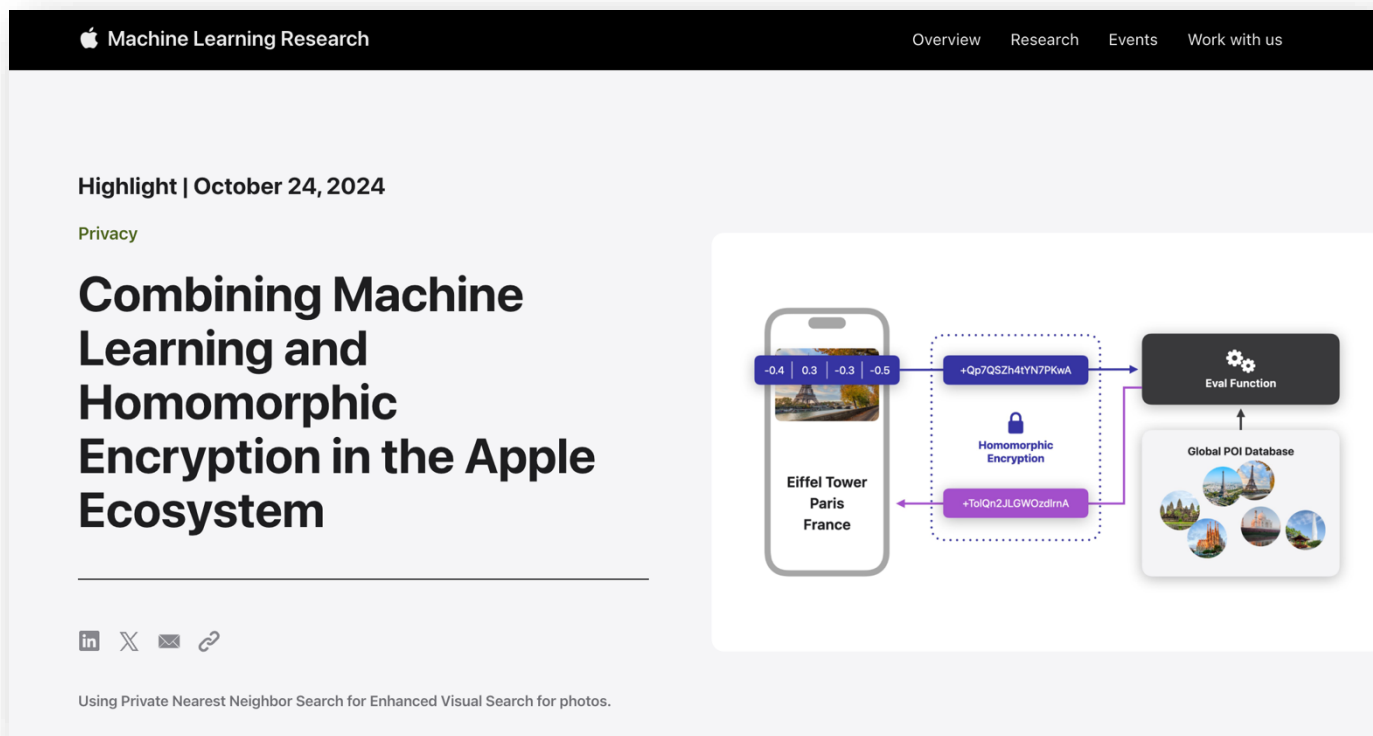 Machine Learning Research
Overview Research Events Work with us
Highlight | October 24, 2024
Privacy
Combining Machine
Learning and
Homomorphic
Encryption in the Apple
Ecosystem
in
Using Private Nearest Neighbor Search for Enhanced Visual Search for photos.
-0.4 0.3 -0.3 -0.5
Eiffel Tower
Paris
France
+Qp7QSZh4tYN7PKwA
Homomorphic
Encryption
+TolQn2JLGWOzdlrnA
Eval Function
Global POI Database